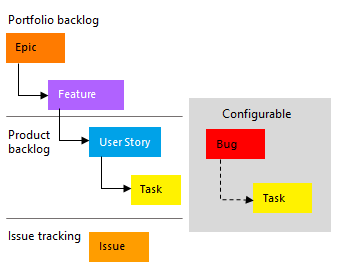 Portfolio backlog
Epic
Feature
Product
backlog
User Story
Task
Configurable
Bug
Task
Issue tracking
Issue